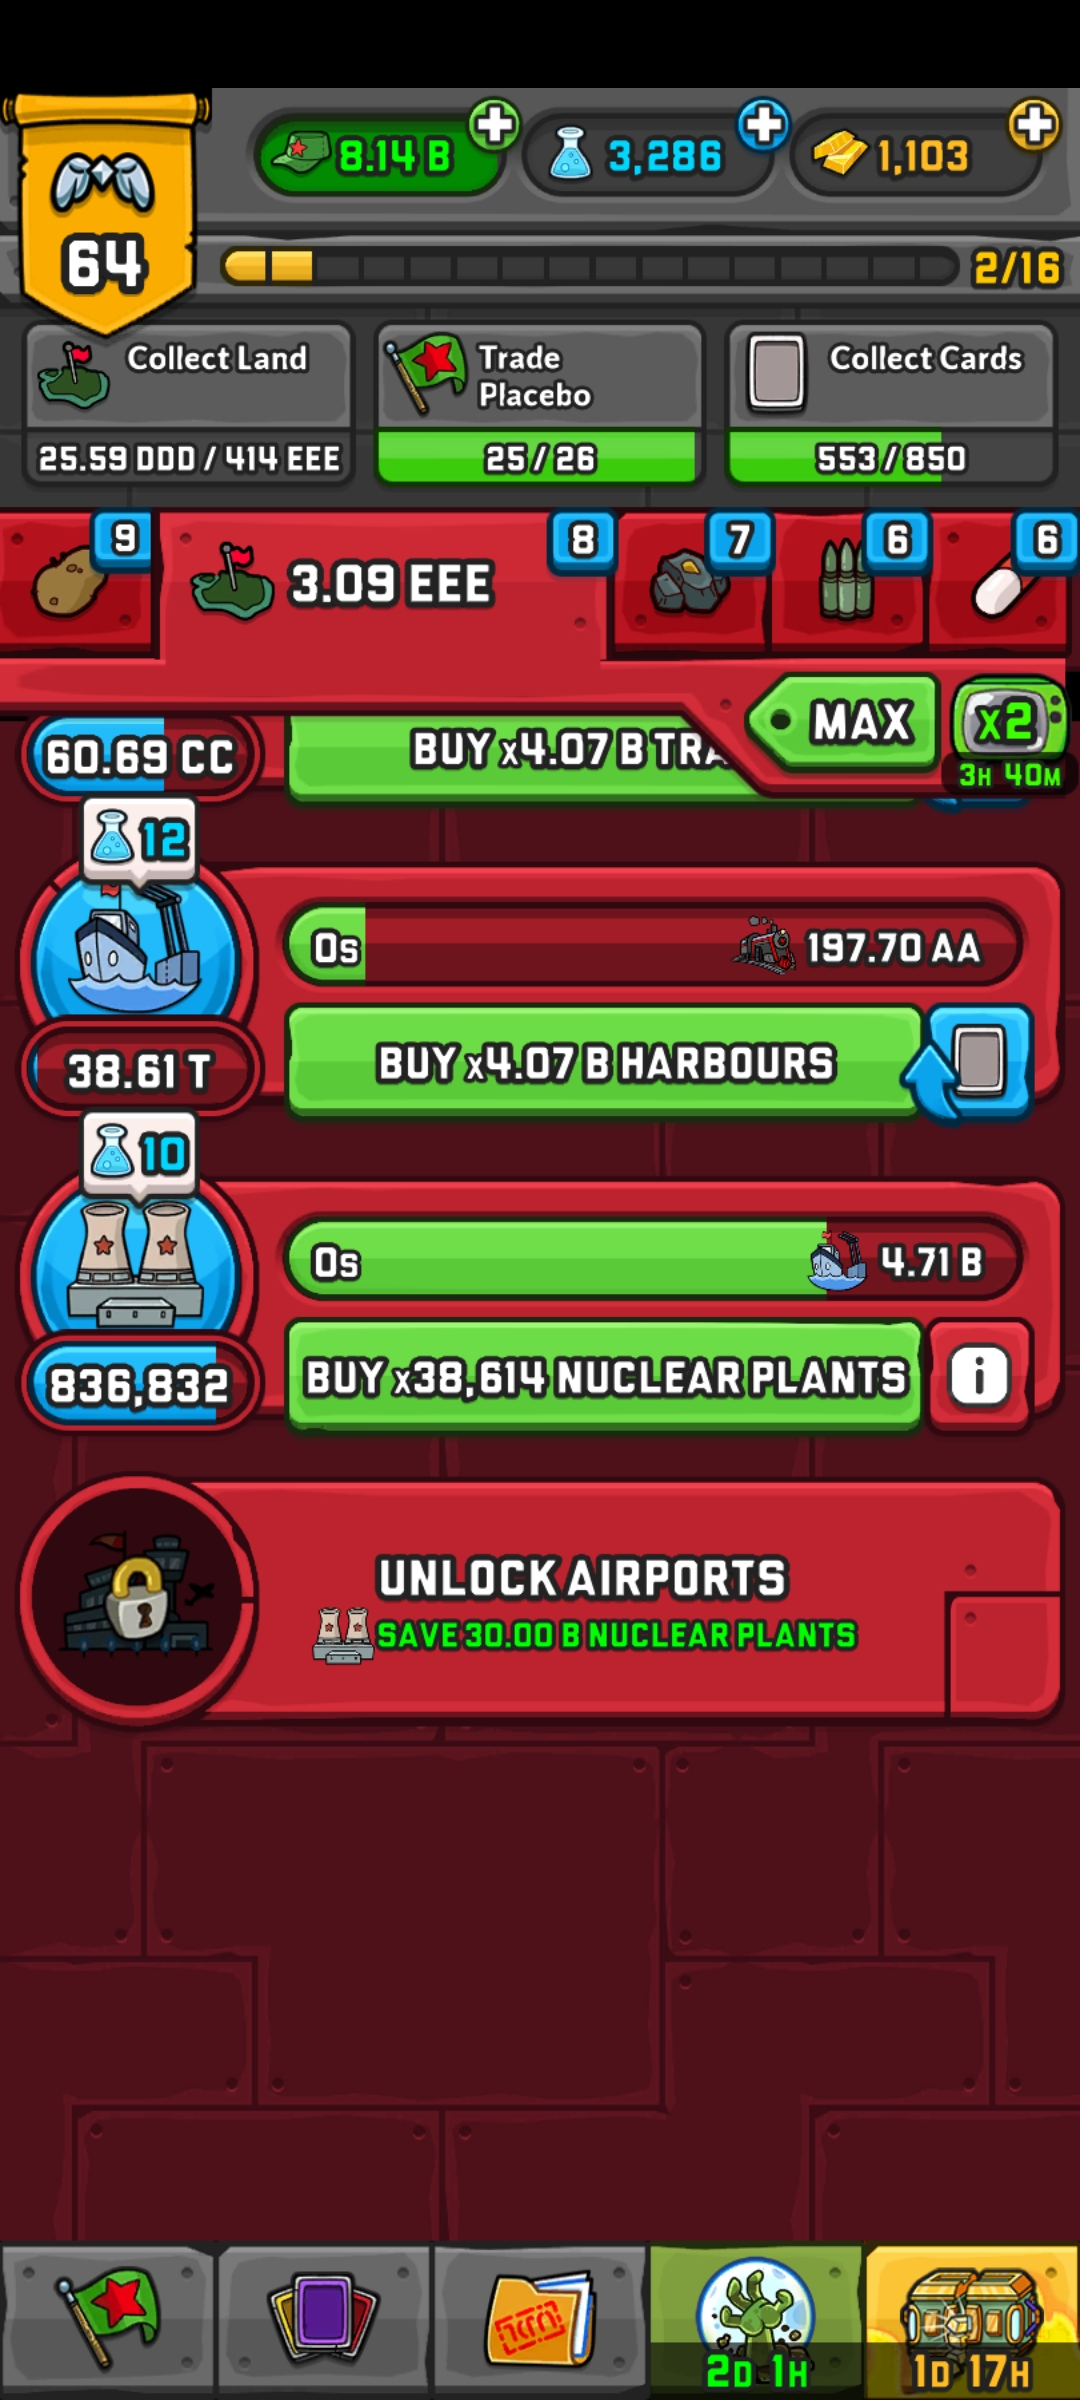 64
8.14 B
3,286
1,103
2/16
Collect Land
25.59 DDD / 414 EEE
Trade
Placebo
25 / 26
Collect Cards
553 / 850
9
3.09 EEE
8
7
6
6
MAX
x2
3H 40M
60.69 CC
BUY x4.07 B TRA
12
0s
197.70 AA
38.61 T
BUY x4.07 B HARBOURS
10
0s
4.71 B
836,832
BUY x38,614 NUCLEAR PLANTS
i
UNLOCK AIRPORTS
SAVE 30.00 B NUCLEAR PLANTS
2D 1H
1D 17H